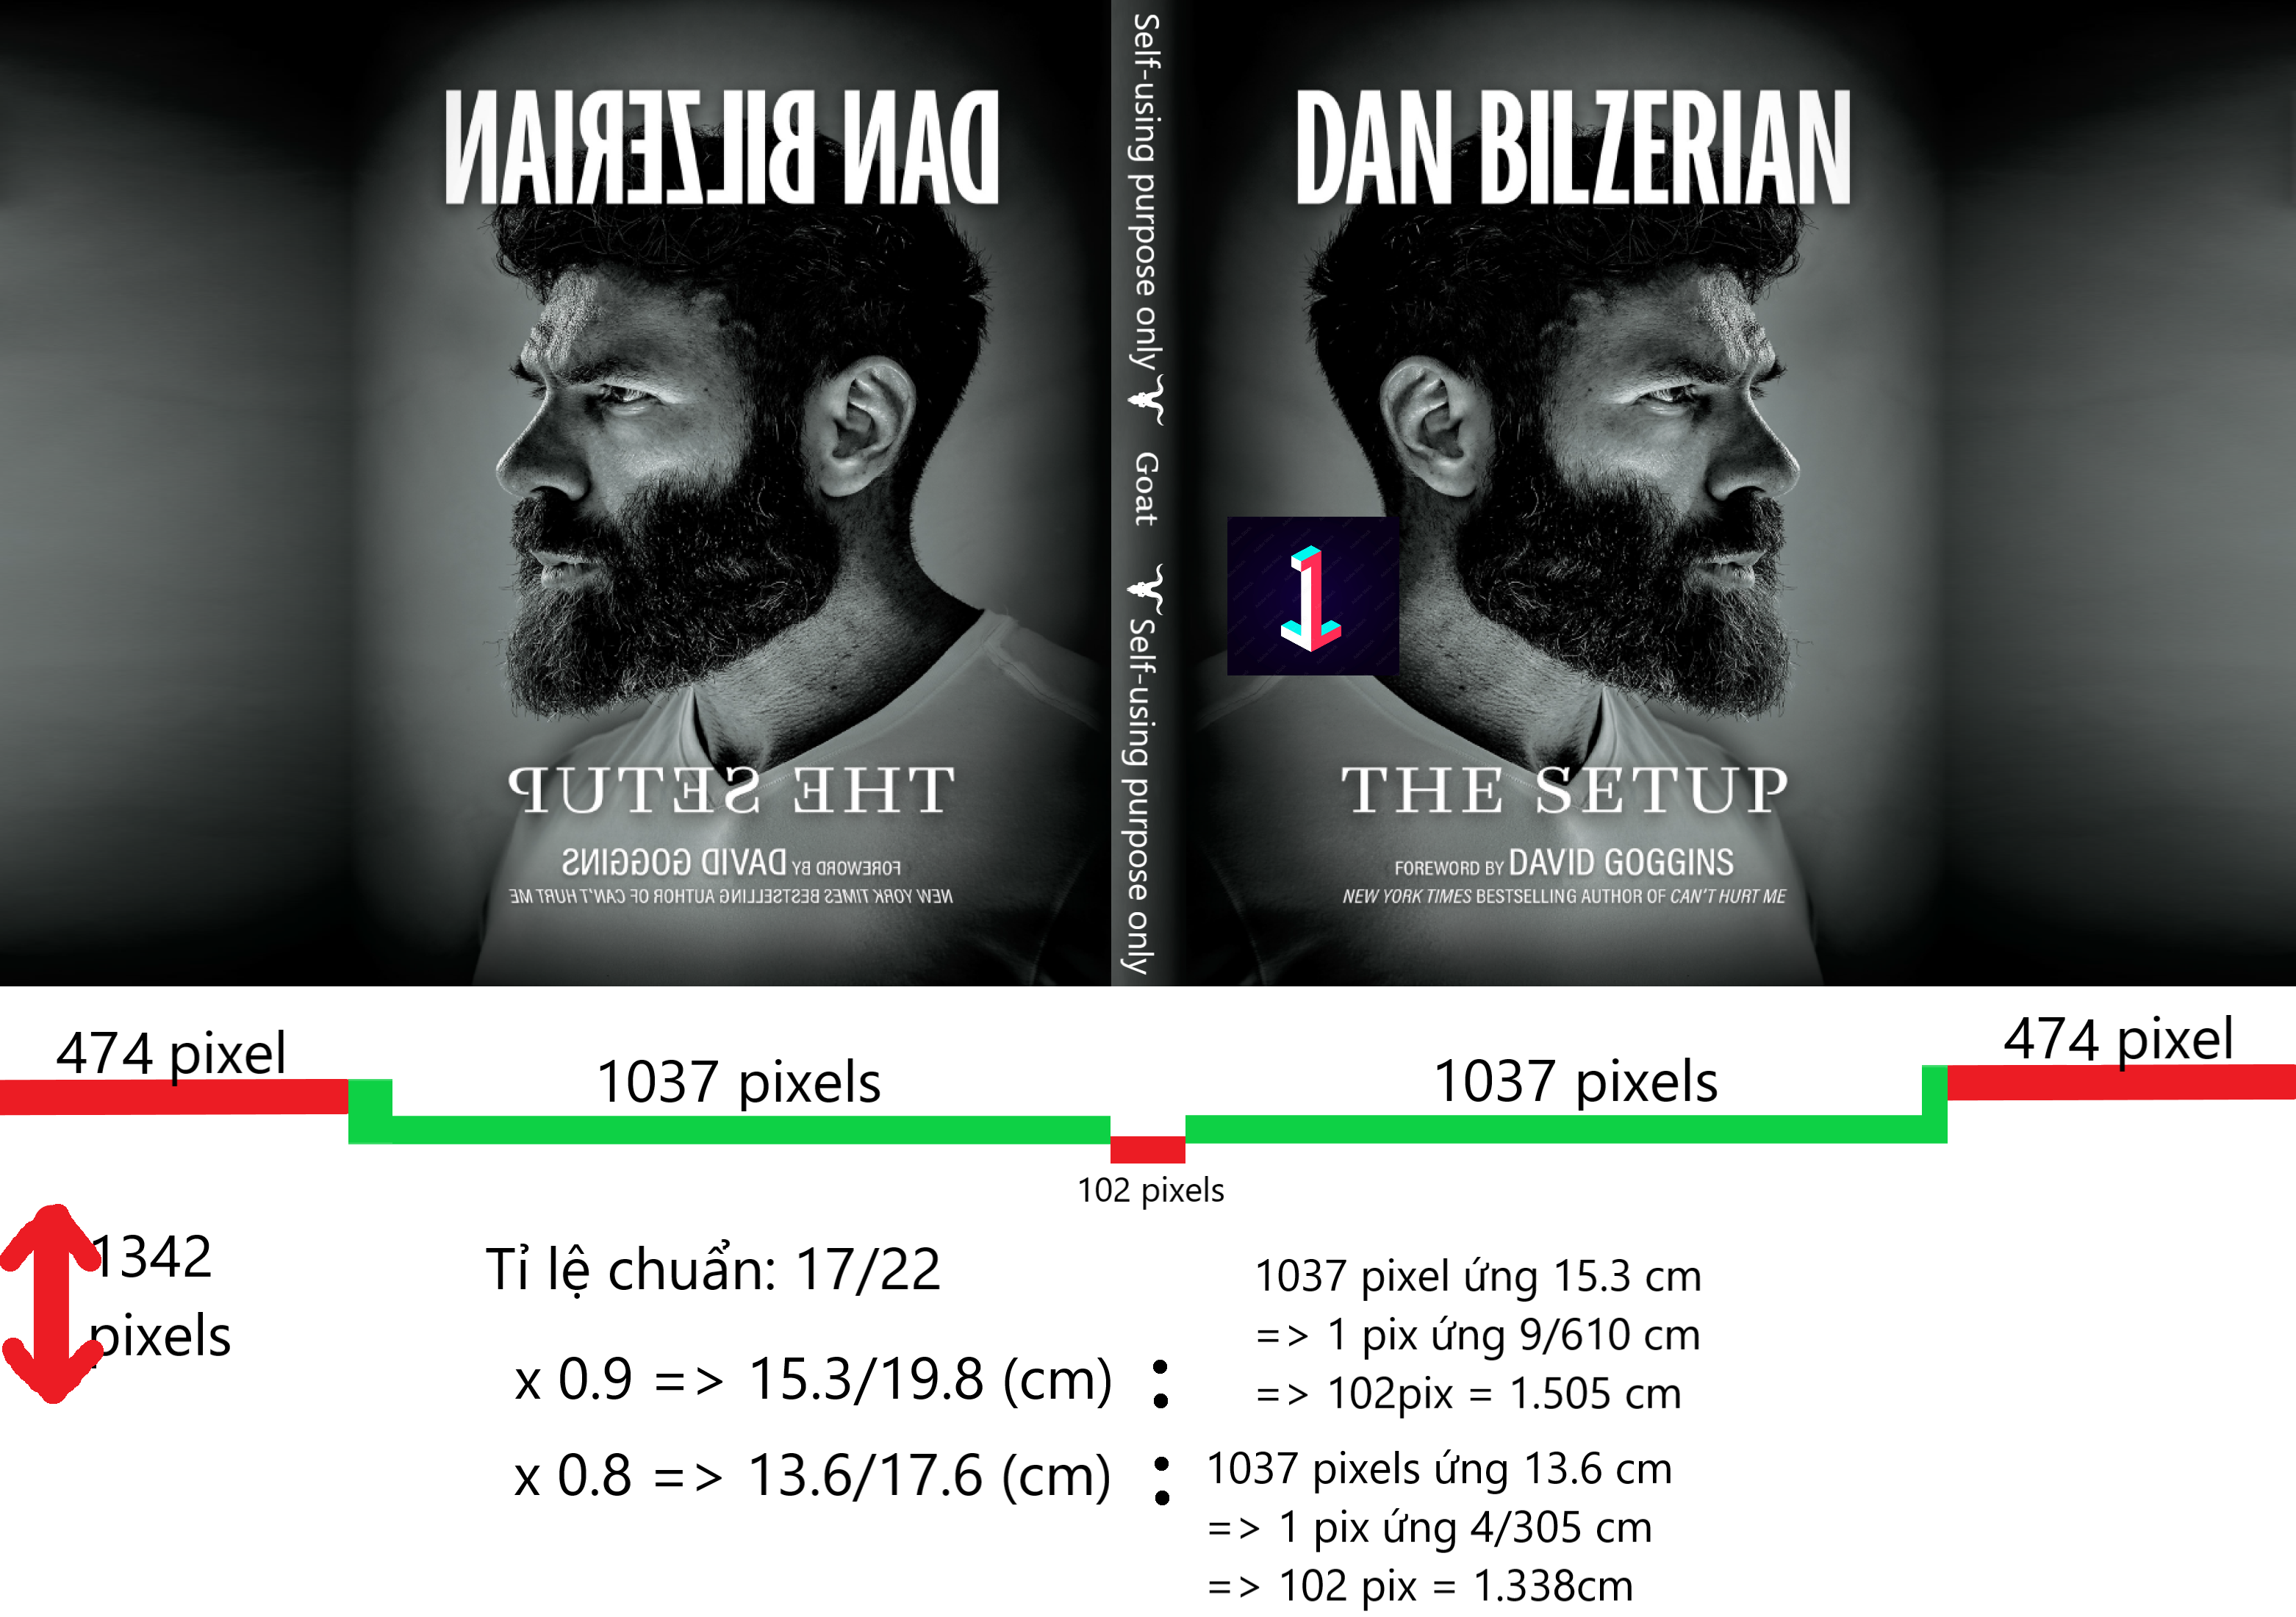 DAN BILZERIAN
THE SETUP
FOREWORD BY DAVID GOGGINS
NEW YORK TIMES BESTSELLING AUTHOR OF CAN'T HURT ME
Self-using purpose only
Goat
Self-using purpose only
DAN BILZERIAN
THE SETUP
FOREWORD BY DAVID GOGGINS
NEW YORK TIMES BESTSELLING AUTHOR OF CAN'T HURT ME
474 pixel
1037 pixels
102 pixels
1037 pixels
474 pixel
1342
pixels
Tỉ lệ chuẩn: 17/22
x 0.9 => 15.3/19.8 (cm) :
1037 pixel ứng 15.3 cm
=> 1 pix ứng 9/610 cm
=> 102pix = 1.505 cm
x 0.8 => 13.6/17.6 (cm) :
1037 pixels ứng 13.6 cm
=> 1 pix ứng 4/305 cm
=> 102 pix = 1.338cm